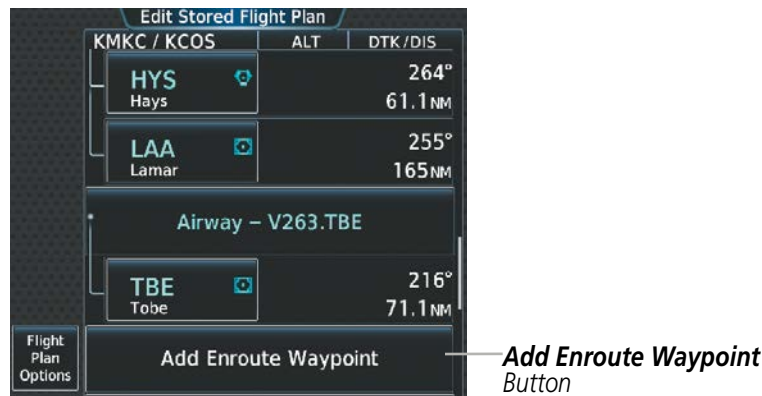 Edit Stored Flight Plan
KMKC / KCOS ALT DTK/DIS
HYS 264°
Hays 61.1NM
LAA 255°
Lamar 165NM
Airway – V263.TBE
TBE 216°
Tobe 71.1NM
Flight
Plan
Options
Add Enroute Waypoint
Add Enroute Waypoint
Button